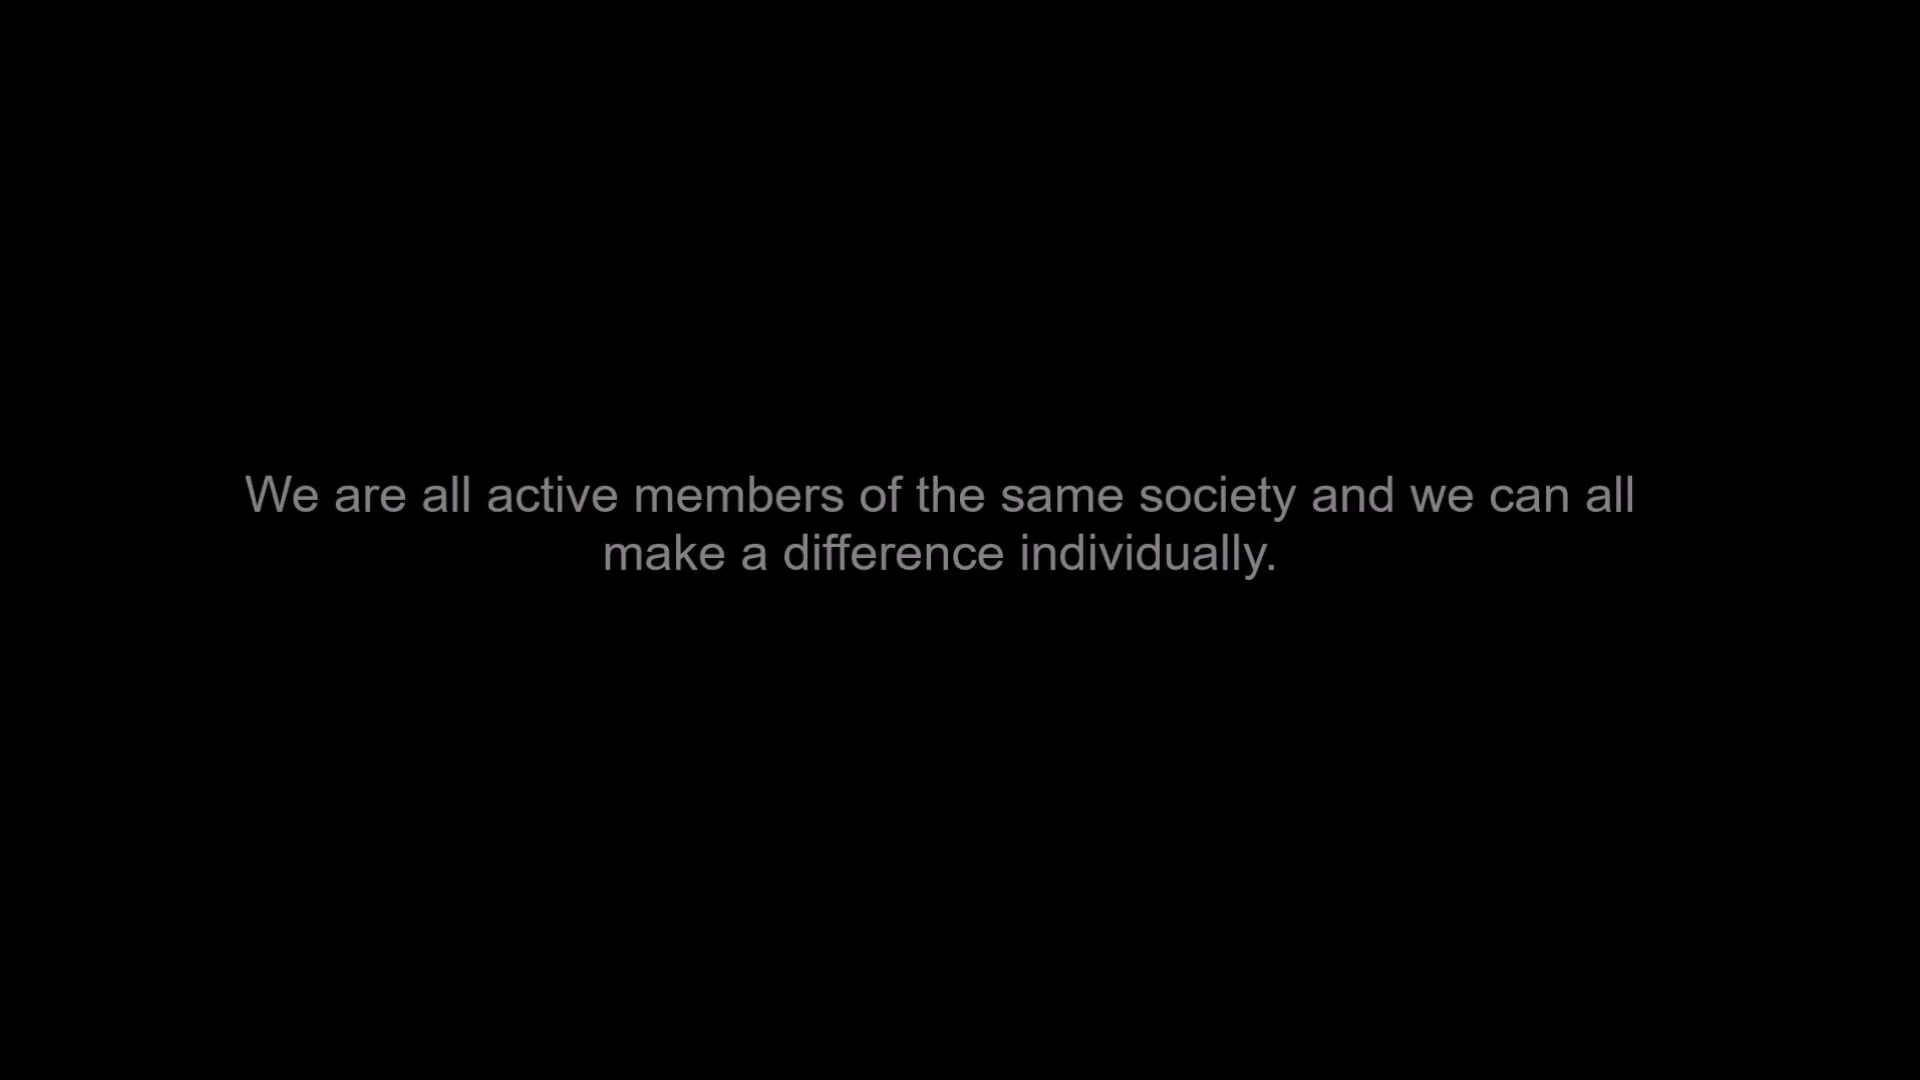 We are all active members of the same society and we can all
make a difference individually.